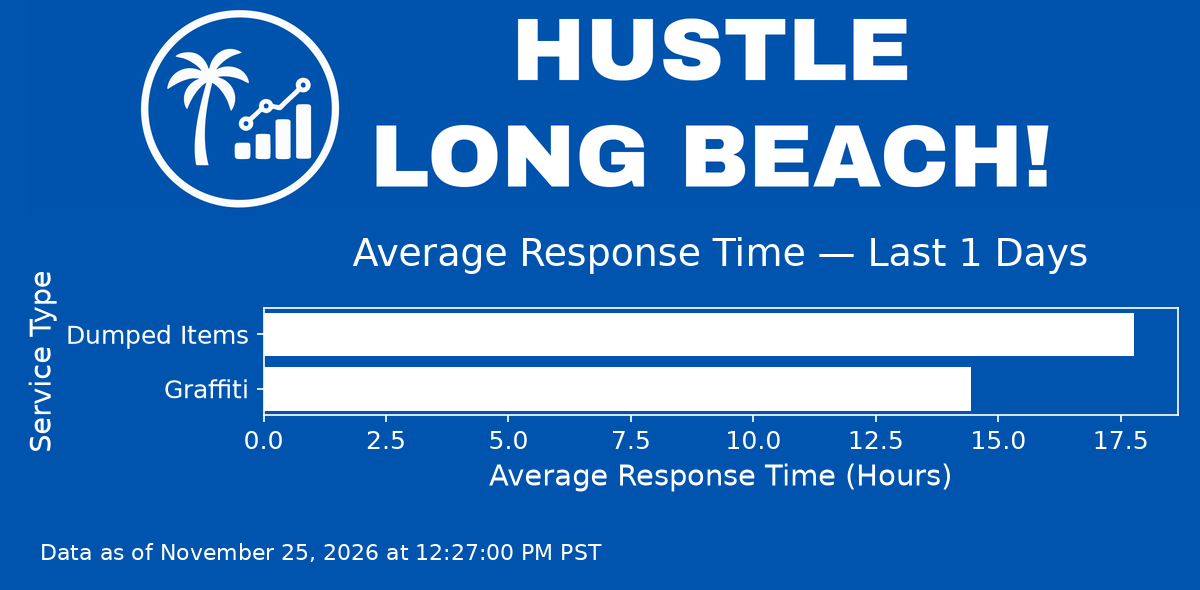 HUSTLE
LONG BEACH!
Average Response Time — Last 1 Days
Service Type
Dumped Items
Graffiti
0.0 2.5 5.0 7.5 10.0 12.5 15.0 17.5
Average Response Time (Hours)
Data as of November 25, 2026 at 12:27:00 PM PST